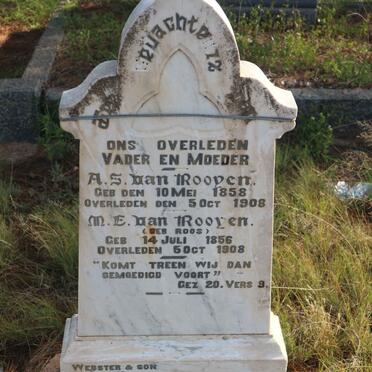 Gedachtenis
ONS OVERLEDEN
VADER EN MOEDER
A.S. van Rooyen.
GEB DEN 10 MEI 1858
OVERLEDEN DEN 5 OCT 1908
M.E. van Rooyen.
(GEB ROOS)
GEB 14 JULI 1856
OVERLEDEN 5 OCT 1908
"KOMT TREEN WIJ DAN
GEMOEDIGD VOORT"
GEZ 20. VERS 9.
WEBSTER & SON